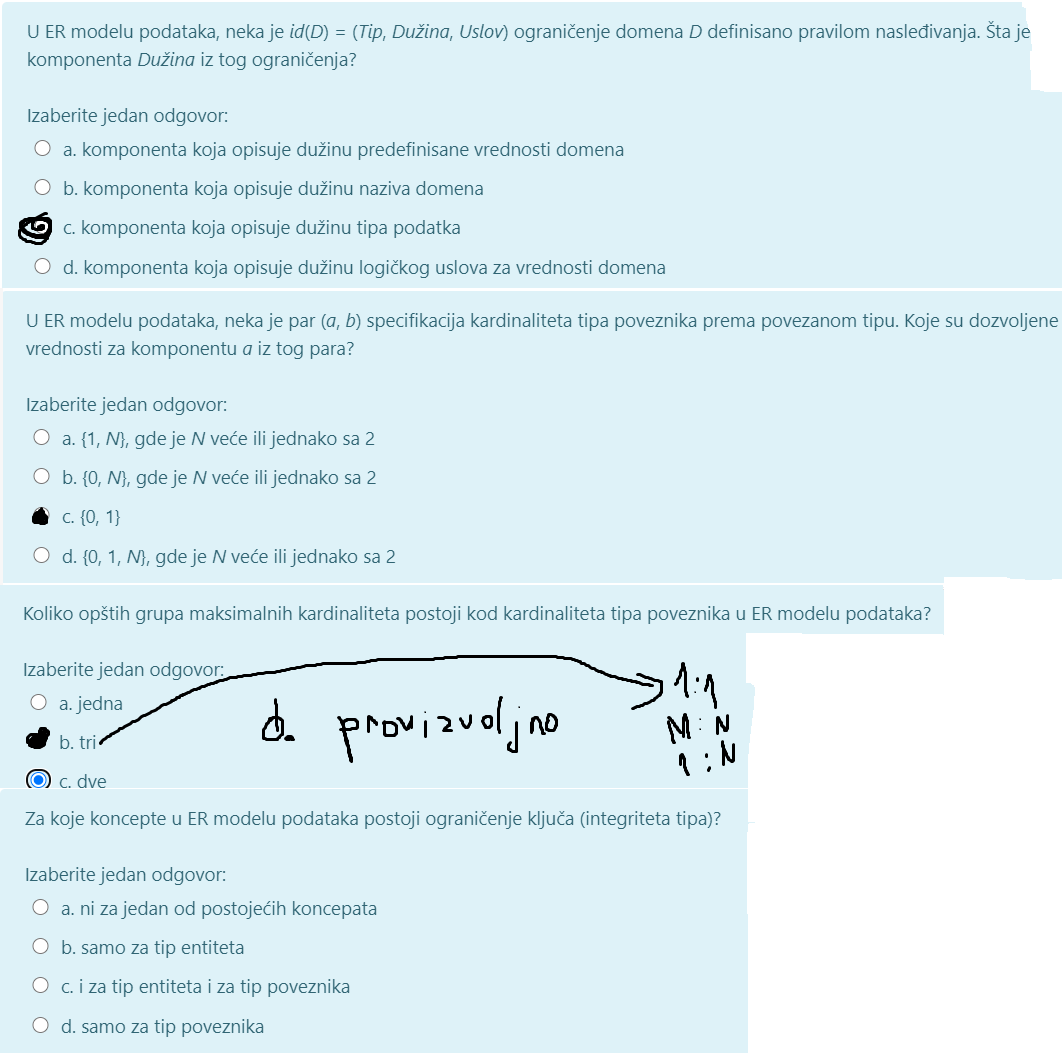 U ER modelu podataka, neka je id(D) = (Tip, Dužina, Uslov) ograničenje domena D definisano pravilom nasleđivanja. Šta je
komponenta Dužina iz tog ograničenja?
Izaberite jedan odgovor:
a. komponenta koja opisuje dužinu predefinisane vrednosti domena
b. komponenta koja opisuje dužinu naziva domena
c. komponenta koja opisuje dužinu tipa podatka
d. komponenta koja opisuje dužinu logičkog uslova za vrednosti domena
U ER modelu podataka, neka je par (a, b) specifikacija kardinaliteta tipa poveznika prema povezanom tipu. Koje su dozvoljene
vrednosti za komponentu a iz tog para?
Izaberite jedan odgovor:
a. {1, N}, gde je N veće ili jednako sa 2
b. {0, N}, gde je N veće ili jednako sa 2
c. {0, 1}
d. {0, 1, N}, gde je N veće ili jednako sa 2
Koliko opštih grupa maksimalnih kardinaliteta postoji kod kardinaliteta tipa poveznika u ER modelu podataka?
Izaberite jedan odgovor:
1:1
a. jedna
d. provizvoljno
M:N
b. tri
1:N
c. dve
Za koje koncepte u ER modelu podataka postoji ograničenje ključa (integriteta tipa)?
Izaberite jedan odgovor:
a. ni za jedan od postojećih koncepata
b. samo za tip entiteta
c. i za tip entiteta i za tip poveznika
d. samo za tip poveznika